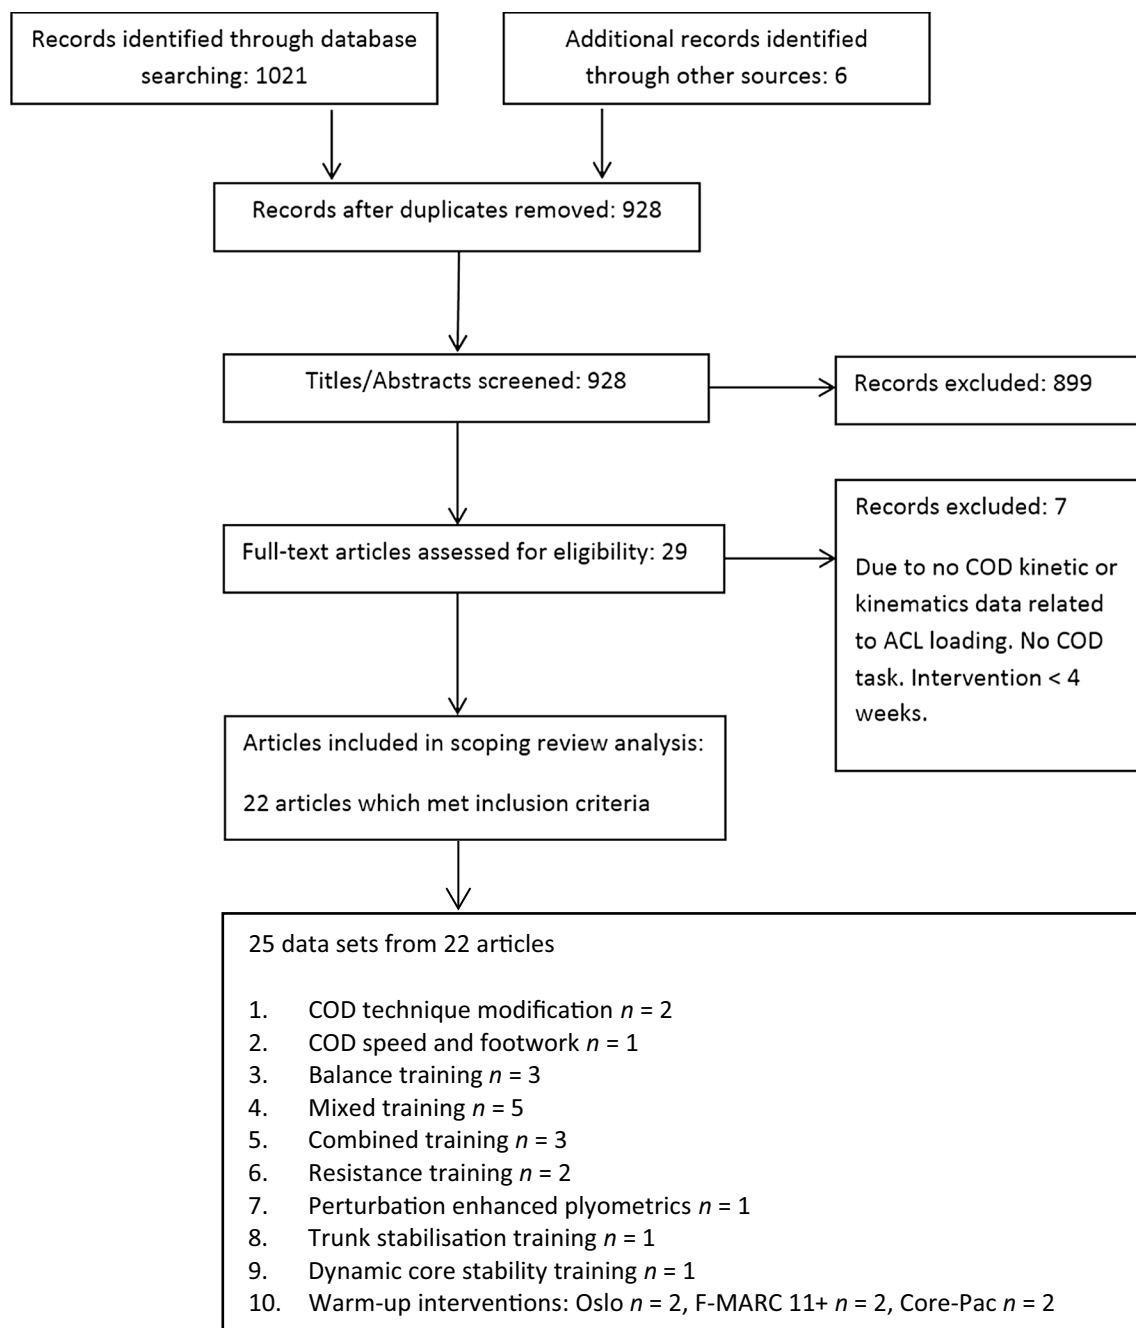 Records identified through database
searching: 1021
Additional records identified
through other sources: 6
Records after duplicates removed: 928
Titles/Abstracts screened: 928
Records excluded: 899
Full-text articles assessed for eligibility: 29
Records excluded: 7
Due to no COD kinetic or
kinematics data related
to ACL loading. No COD
task. Intervention < 4
weeks.
Articles included in scoping review analysis:
22 articles which met inclusion criteria
25 data sets from 22 articles
1. COD technique modification n = 2
2. COD speed and footwork n = 1
3. Balance training n = 3
4. Mixed training n = 5
5. Combined training n = 3
6. Resistance training n = 2
7. Perturbation enhanced plyometrics n = 1
8. Trunk stabilisation training n = 1
9. Dynamic core stability training n = 1
10. Warm-up interventions: Oslo n = 2, F-MARC 11+ n = 2, Core-Pac n = 2